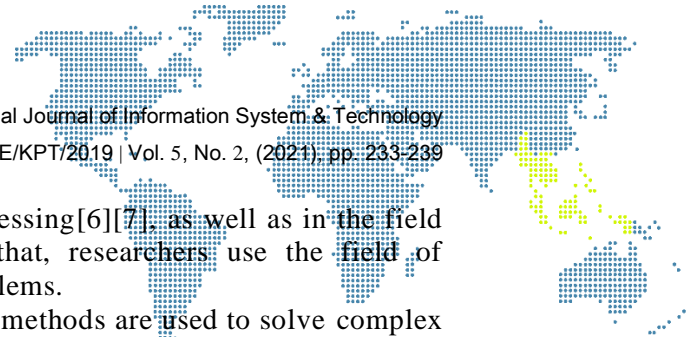 al Journal of Information System & Technology
E/KPT/2019 | Vol. 5, No. 2, (2021), pp. 233-239
essing[6][7], as well as in the field
that, researchers use the field of
lems.
methods are used to solve complex